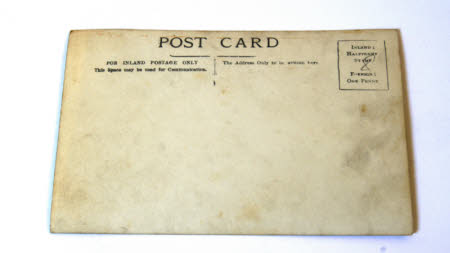 POST CARD
FOR INLAND POSTAGE ONLY
This Space may be used for Communication.
The Address Only to be written here
INLAND:
HALFPENNY
STAMP
FOREIGN:
ONE PENNY